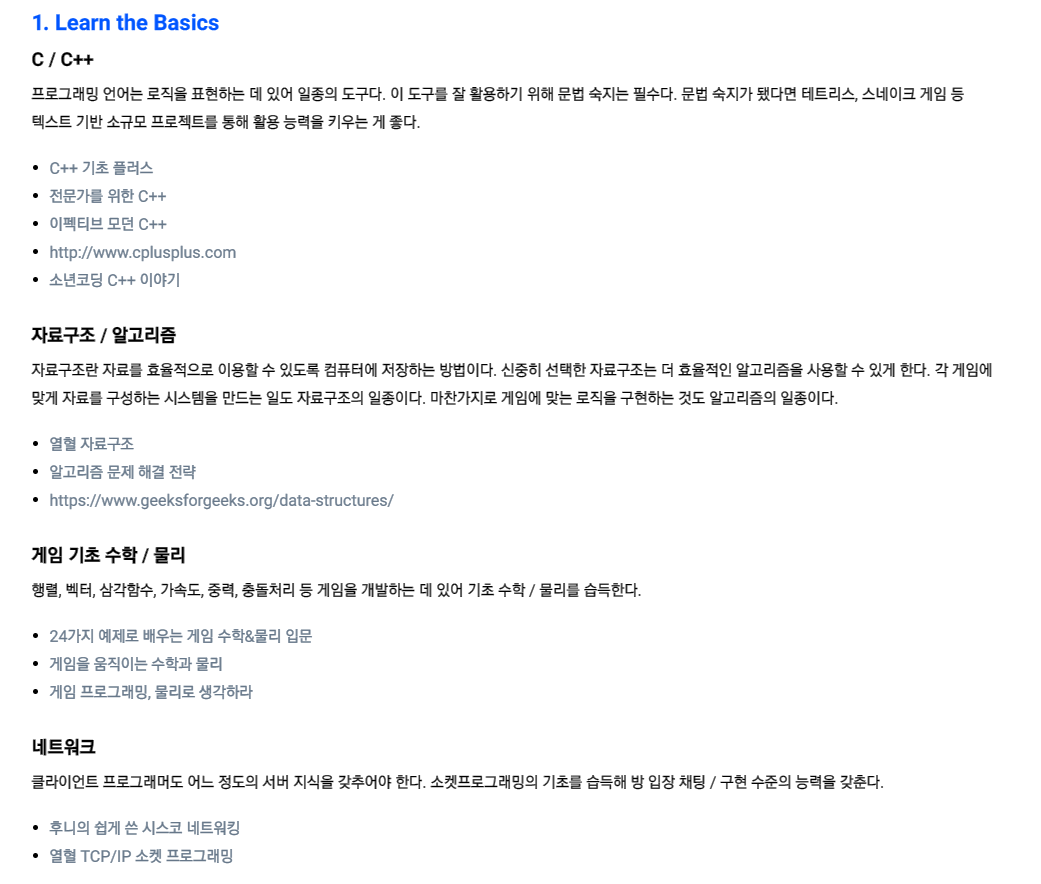 1. Learn the Basics
C / C++
프로그래밍 언어는 로직을 표현하는 데 있어 일종의 도구다. 이 도구를 잘 활용하기 위해 문법 숙지는 필수다. 문법 숙지가 됐다면 테트리스, 스네이크 게임 등
텍스트 기반 소규모 프로젝트를 통해 활용 능력을 키우는 게 좋다.
• C++ 기초 플러스
• 전문가를 위한 C++
• 이펙티브 모던 C++
• http://www.cplusplus.com
• 소년코딩 C++ 이야기
자료구조 / 알고리즘
자료구조란 자료를 효율적으로 이용할 수 있도록 컴퓨터에 저장하는 방법이다. 신중히 선택한 자료구조는 더 효율적인 알고리즘을 사용할 수 있게 한다. 각 게임에
맞게 자료를 구성하는 시스템을 만드는 일도 자료구조의 일종이다. 마찬가지로 게임에 맞는 로직을 구현하는 것도 알고리즘의 일종이다.
• 열혈 자료구조
• 알고리즘 문제 해결 전략
• https://www.geeksforgeeks.org/data-structures/
게임 기초 수학 / 물리
행렬, 벡터, 삼각함수, 가속도, 중력, 충돌처리 등 게임을 개발하는 데 있어 기초 수학 / 물리를 습득한다.
• 24가지 예제로 배우는 게임 수학&물리 입문
• 게임을 움직이는 수학과 물리
• 게임 프로그래밍, 물리로 생각하라
네트워크
클라이언트 프로그래머도 어느 정도의 서버 지식을 갖추어야 한다. 소켓프로그래밍의 기초를 습득해 방 입장 채팅 / 구현 수준의 능력을 갖춘다.
• 후니의 쉽게 쓴 시스코 네트워킹
• 열혈 TCP/IP 소켓 프로그래밍